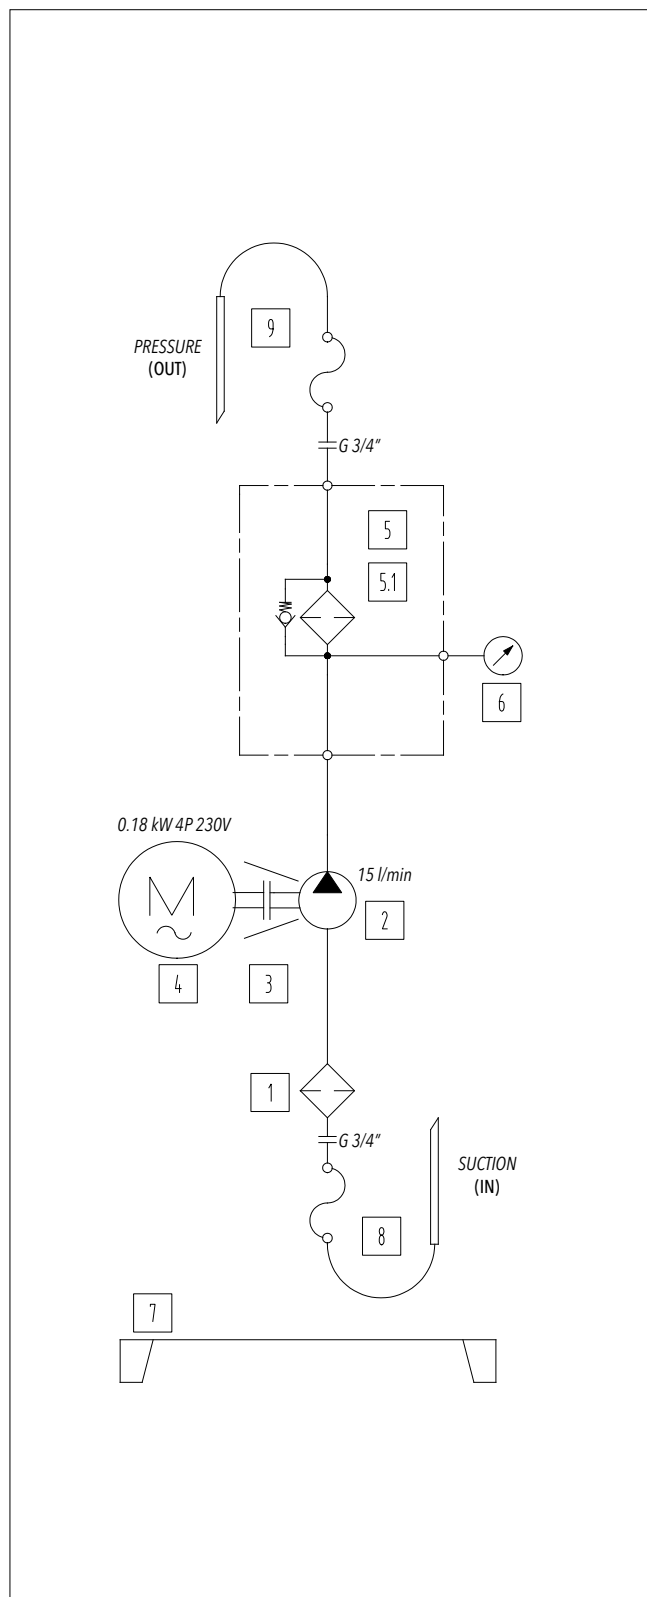 9
PRESSURE
(OUT)
G 3/4"
5
5.1
6
0.18 kW 4P 230V
15 l/min
M
2
4
3
1
G 3/4"
SUCTION
(IN)
8
7